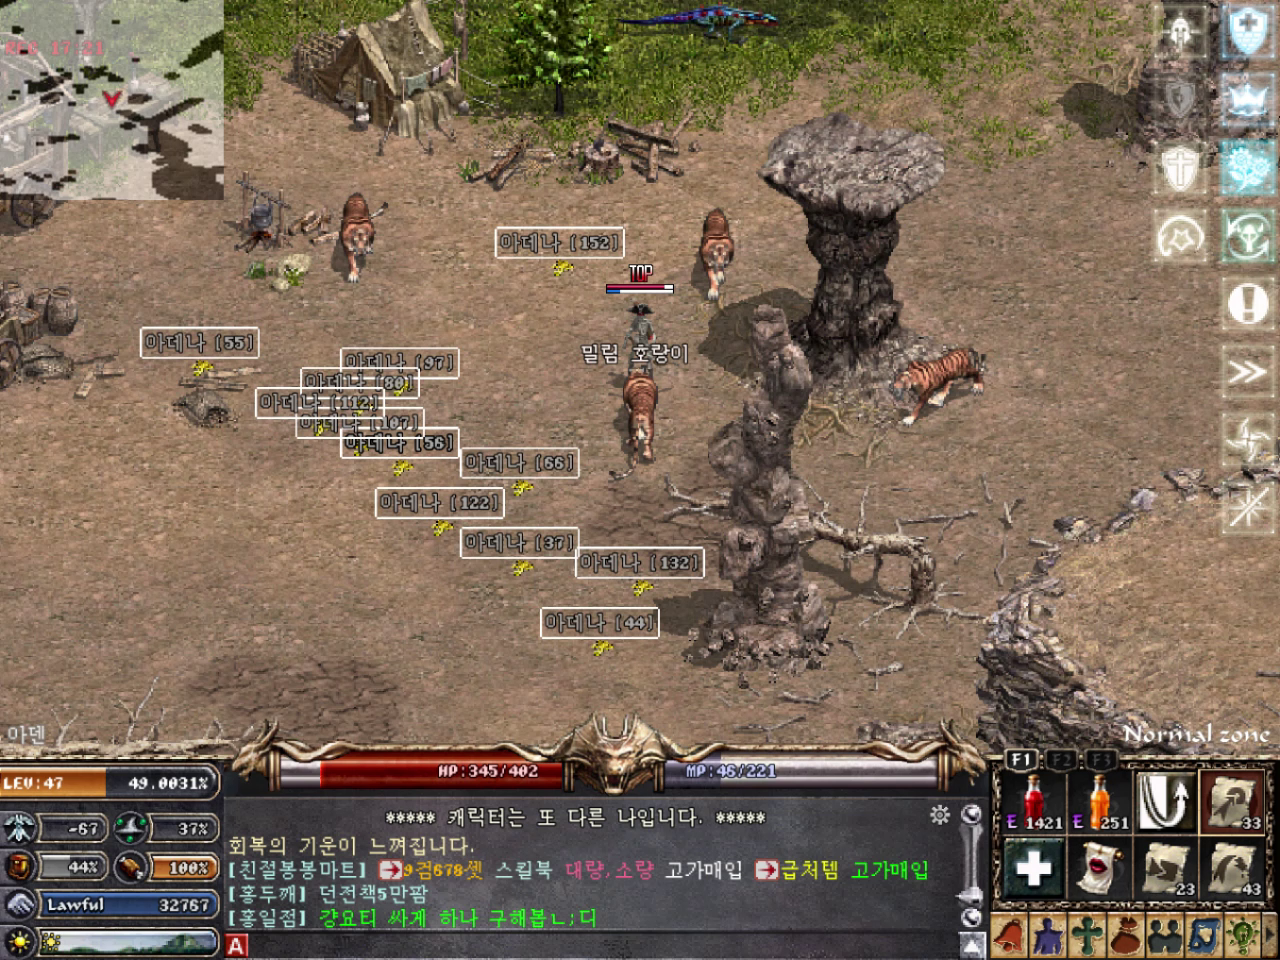 17:21
아데나 [152]
TOP
아데나 [55]
밀림 호랑이
아데나 [97]
아데나 [80]
아데나 [112]
아데나 [107]
아데나 [56]
아데나 [66]
아데나 [122]
아데나 [37]
아데나 [132]
아데나 [44]
아덴
Normal zone
LEV:47 49.0031%
HP:345/402
MP:46/221
F1 F2 F3
-67 37%
44% 100%
Lawful 32767
***** 캐릭터는 또 다른 나입니다. *****
회복의 기운이 느껴집니다.
[친절봉봉마트] 9검678셋 스킬북 대량,소량 고가매입 급처템 고가매입
[홍두깨] 던전책5만팜
[홍일점] 걍요티 싸게 하나 구해봅ㄴ;디
A
E 1421 E 251 33
23 43